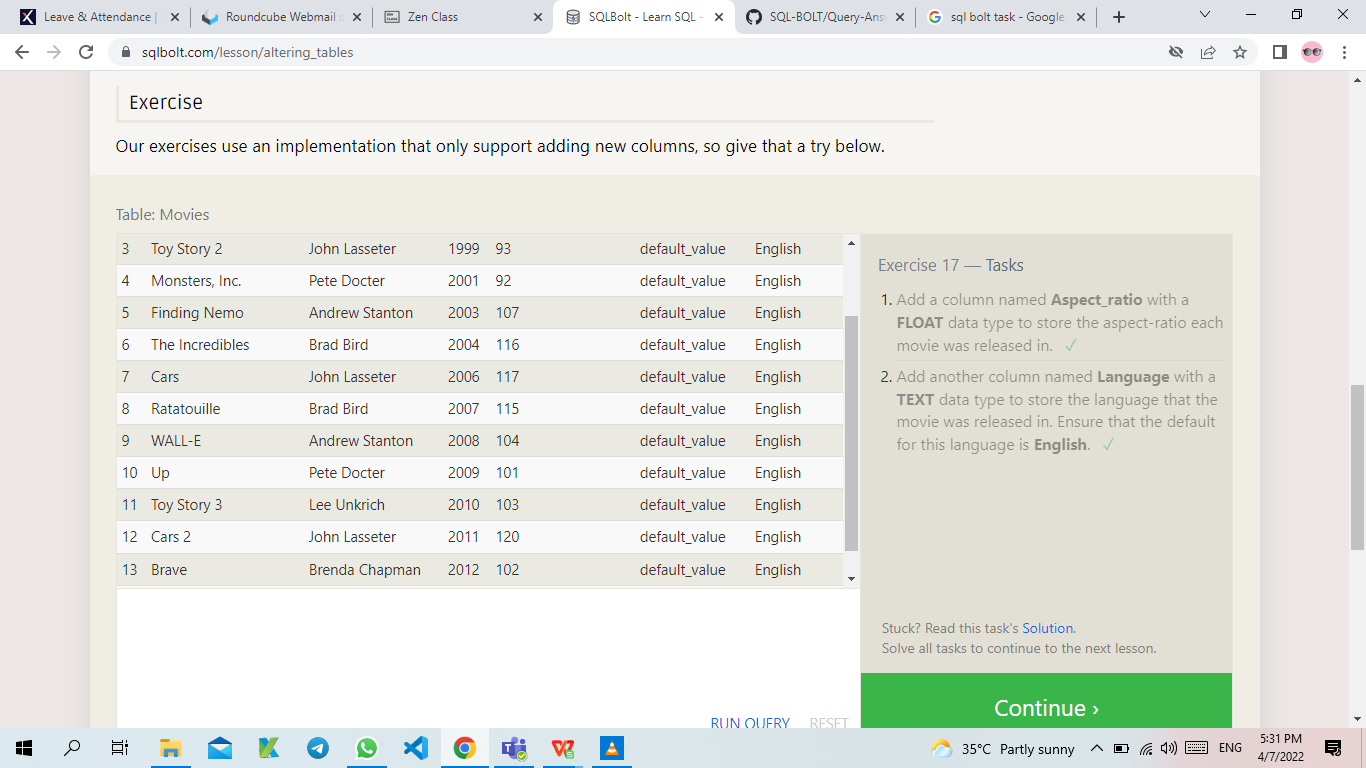 Leave & Attendance |
Roundcube Webmail
Zen Class
SQLBolt - Learn SQL -
SQL-BOLT/Query-Ans
sql bolt task - Google
sqlbolt.com/lesson/altering_tables
Exercise
Our exercises use an implementation that only support adding new columns, so give that a try below.
Table: Movies
3 Toy Story 2 John Lasseter 1999 93 default_value English
4 Monsters, Inc. Pete Docter 2001 92 default_value English
5 Finding Nemo Andrew Stanton 2003 107 default_value English
6 The Incredibles Brad Bird 2004 116 default_value English
7 Cars John Lasseter 2006 117 default_value English
8 Ratatouille Brad Bird 2007 115 default_value English
9 WALL-E Andrew Stanton 2008 104 default_value English
10 Up Pete Docter 2009 101 default_value English
11 Toy Story 3 Lee Unkrich 2010 103 default_value English
12 Cars 2 John Lasseter 2011 120 default_value English
13 Brave Brenda Chapman 2012 102 default_value English
RUN QUERY RESET
Exercise 17 — Tasks
1. Add a column named Aspect_ratio with a
FLOAT data type to store the aspect-ratio each
movie was released in. ✓
2. Add another column named Language with a
TEXT data type to store the language that the
movie was released in. Ensure that the default
for this language is English. ✓
Stuck? Read this task's Solution.
Solve all tasks to continue to the next lesson.
Continue ›
35°C Partly sunny
ENG
5:31 PM
4/7/2022